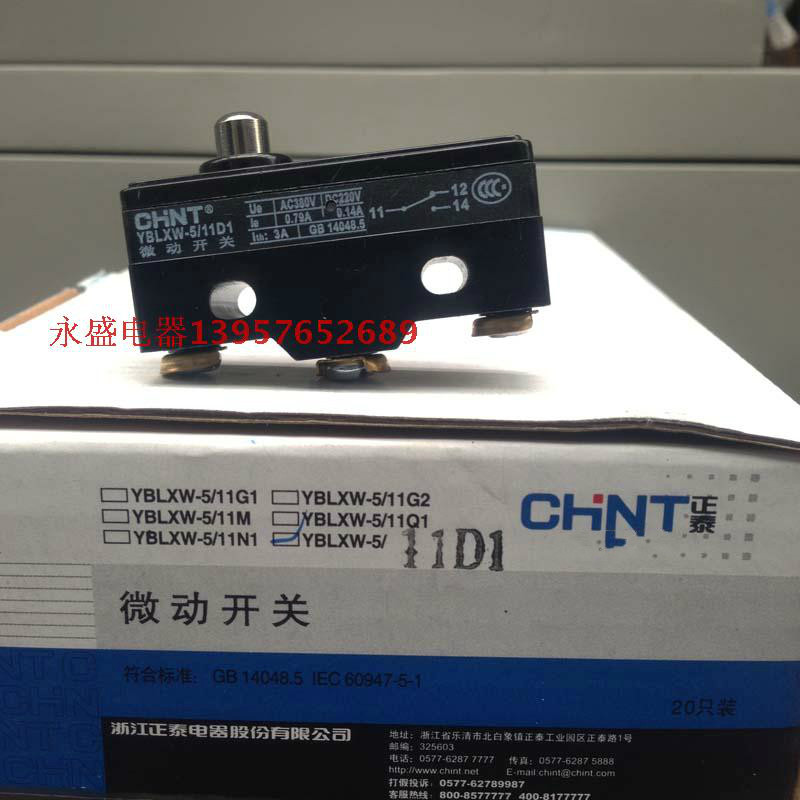 CHNT®
YBLXW-5/11D1
微动开关
Ue AC380V DC220V
Ie 0.79A 0.14A
Ith: 3A GB 14048.5
11 12
14
CCC
永盛电器13957652689
YBLXW-5/11G1 YBLXW-5/11G2
YBLXW-5/11M YBLXW-5/11Q1
YBLXW-5/11N1 YBLXW-5/ 11D1
CHNT 正泰
微动开关
符合标准: GB 14048.5 IEC 60947-5-1
20只装
CHNT C
CHN
浙江正泰电器股份有限公司
地址: 浙江省乐清市北白象镇正泰工业园区正泰路1号
邮编: 325603
电话: 0577-6287 7777 传真: 0577-6287 5888
http://www.chint.net E-mail:chint@chint.com
打假投诉: 0577-62789987
客服热线: 800-8577777 400-8177777